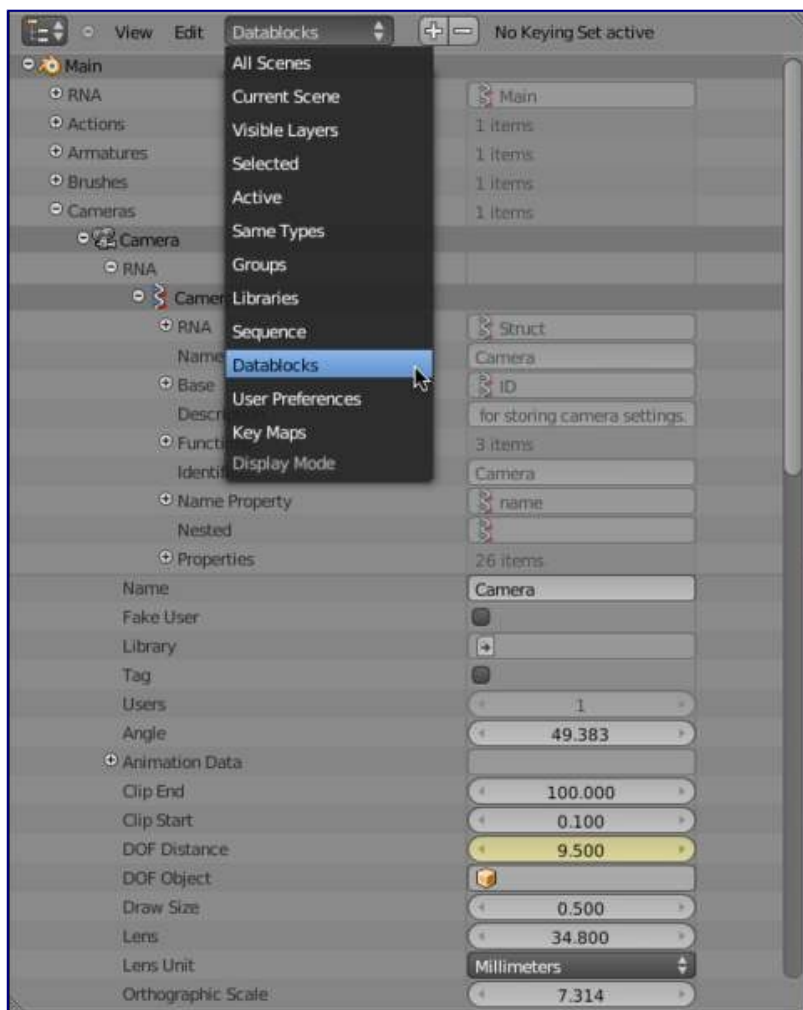 View Edit Datablocks No Keying Set active
Main All Scenes
RNA Current Scene Main
Actions Visible Layers 1 items
Armatures Selected 1 items
Brushes Active 1 items
Cameras Same Types 1 items
Camera Groups
RNA Libraries
Camer Sequence
RNA Struct
Name Datablocks Camera
Base User Preferences ID
Descr for storing camera settings.
Functi Key Maps 3 items
Identif Display Mode Camera
Name Property name
Nested
Properties 26 items
Name Camera
Fake User
Library
Tag
Users 1
Angle 49.383
Animation Data
Clip End 100.000
Clip Start 0.100
DOF Distance 9.500
DOF Object
Draw Size 0.500
Lens 34.800
Lens Unit Millimeters
Orthographic Scale 7.314